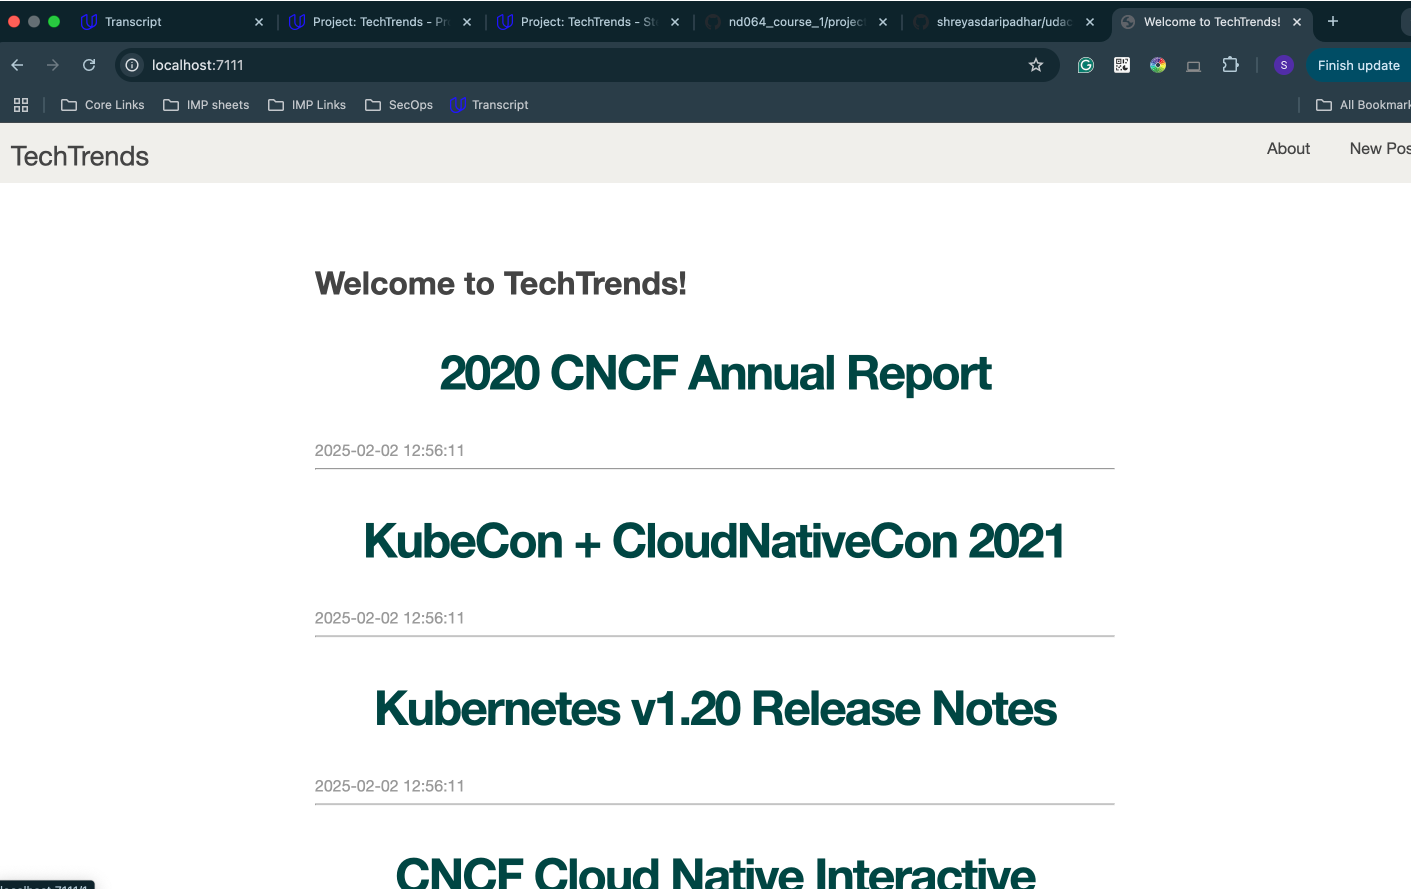 Transcript
Project: TechTrends - Pr
Project: TechTrends - St
nd064_course_1/projec
shreyasdaripadhar/udac
Welcome to TechTrends!
localhost:7111
S
Finish update
Core Links
IMP sheets
IMP Links
SecOps
Transcript
All Bookmark
TechTrends
About
New Pos
Welcome to TechTrends!
2020 CNCF Annual Report
2025-02-02 12:56:11
KubeCon + CloudNativeCon 2021
2025-02-02 12:56:11
Kubernetes v1.20 Release Notes
2025-02-02 12:56:11
CNCF Cloud Native Interactive